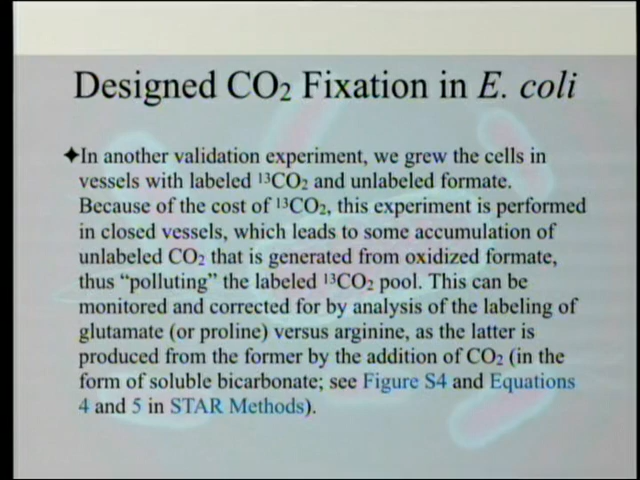 Designed CO₂ Fixation in E. coli
✦In another validation experiment, we grew the cells in
vessels with labeled ¹³CO₂ and unlabeled formate.
Because of the cost of ¹³CO₂, this experiment is performed
in closed vessels, which leads to some accumulation of
unlabeled CO₂ that is generated from oxidized formate,
thus “polluting” the labeled ¹³CO₂ pool. This can be
monitored and corrected for by analysis of the labeling of
glutamate (or proline) versus arginine, as the latter is
produced from the former by the addition of CO₂ (in the
form of soluble bicarbonate; see Figure S4 and Equations
4 and 5 in STAR Methods).